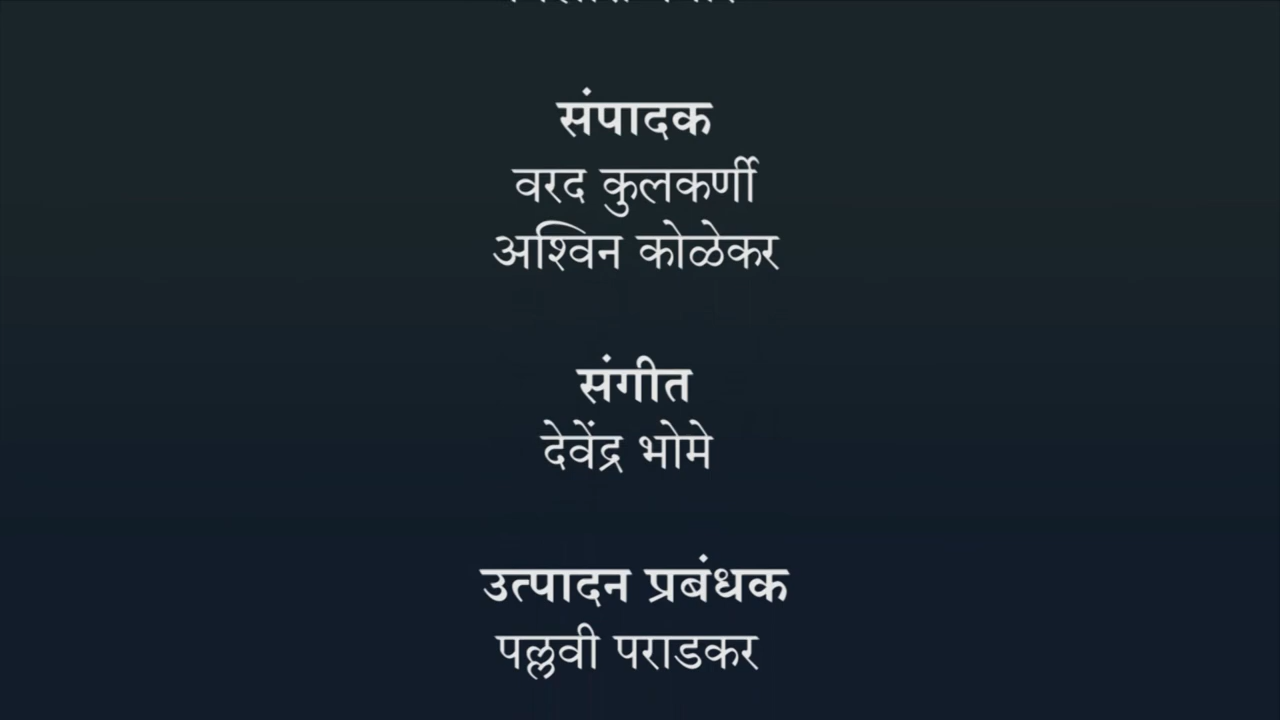 संपादक
वरद कुलकर्णी
अश्विन कोळेकर
संगीत
देवेंद्र भोमे
उत्पादन प्रबंधक
पल्लवी पराडकर